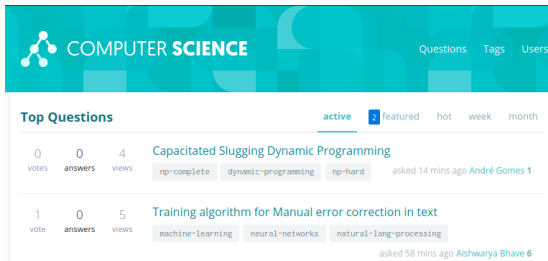 COMPUTER SCIENCE
Questions Tags Users
Top Questions
active 2 featured hot week month
0 0 4 Capacitated Slugging Dynamic Programming
votes answers views np-complete dynamic-programming np-hard asked 14 mins ago André Gomes 1
1 0 5 Training algorithm for Manual error correction in text
vote answers views machine-learning neural-networks natural-lang-processing
asked 58 mins ago Aishwarya Bhave 6